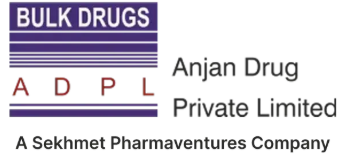 BULK DRUGS
A D P L
Anjan Drug
Private Limited
A Sekhmet Pharmaventures Company